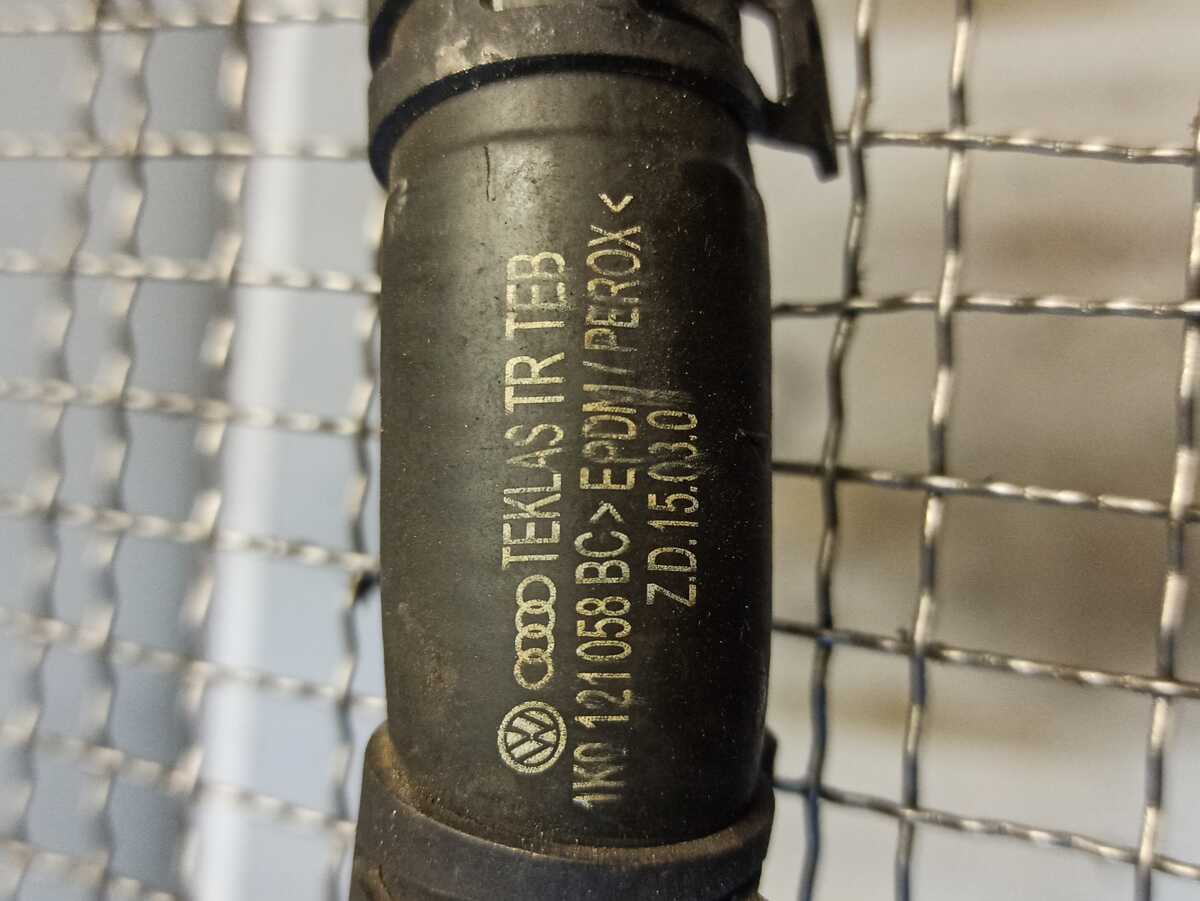 TEKLAS TR TEB
1K0 121 058 BC >EPDM / PEROX<
Z.D.15.03.0